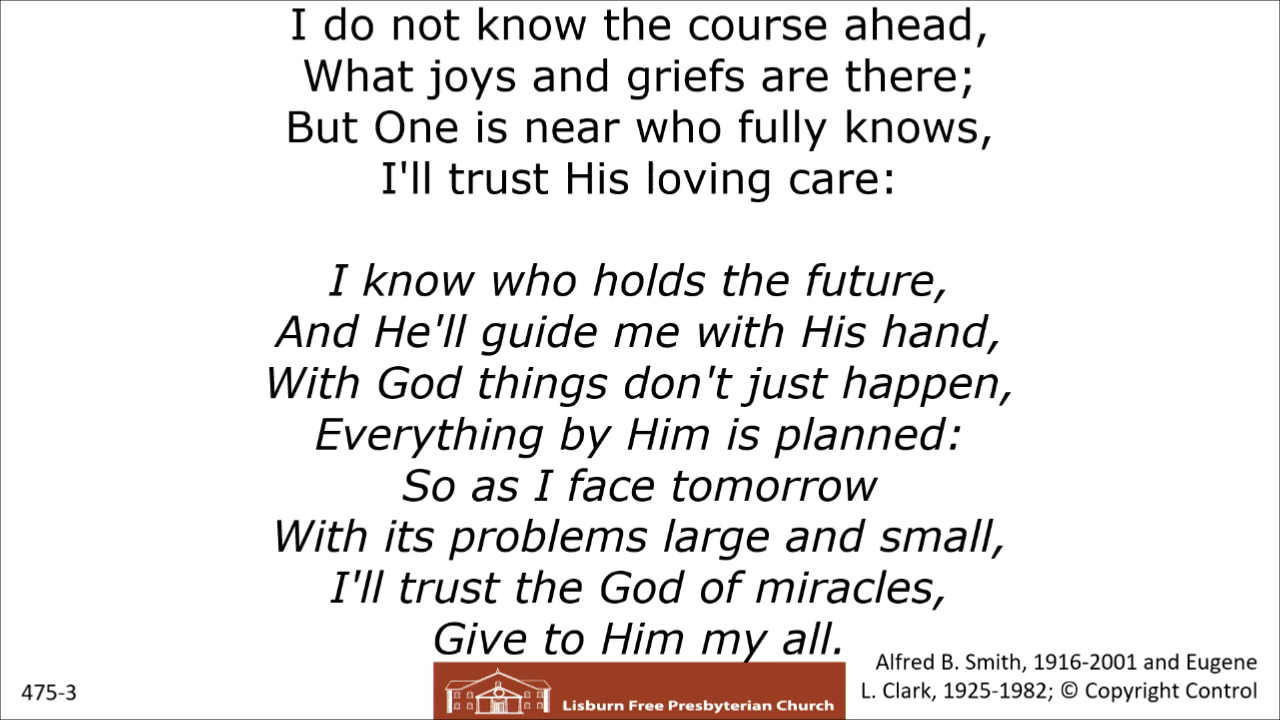 I do not know the course ahead,
What joys and griefs are there;
But One is near who fully knows,
I'll trust His loving care:
I know who holds the future,
And He'll guide me with His hand,
With God things don't just happen,
Everything by Him is planned:
So as I face tomorrow
With its problems large and small,
I'll trust the God of miracles,
Give to Him my all.
475-3
Lisburn Free Presbyterian Church
Alfred B. Smith, 1916-2001 and Eugene
L. Clark, 1925-1982; © Copyright Control